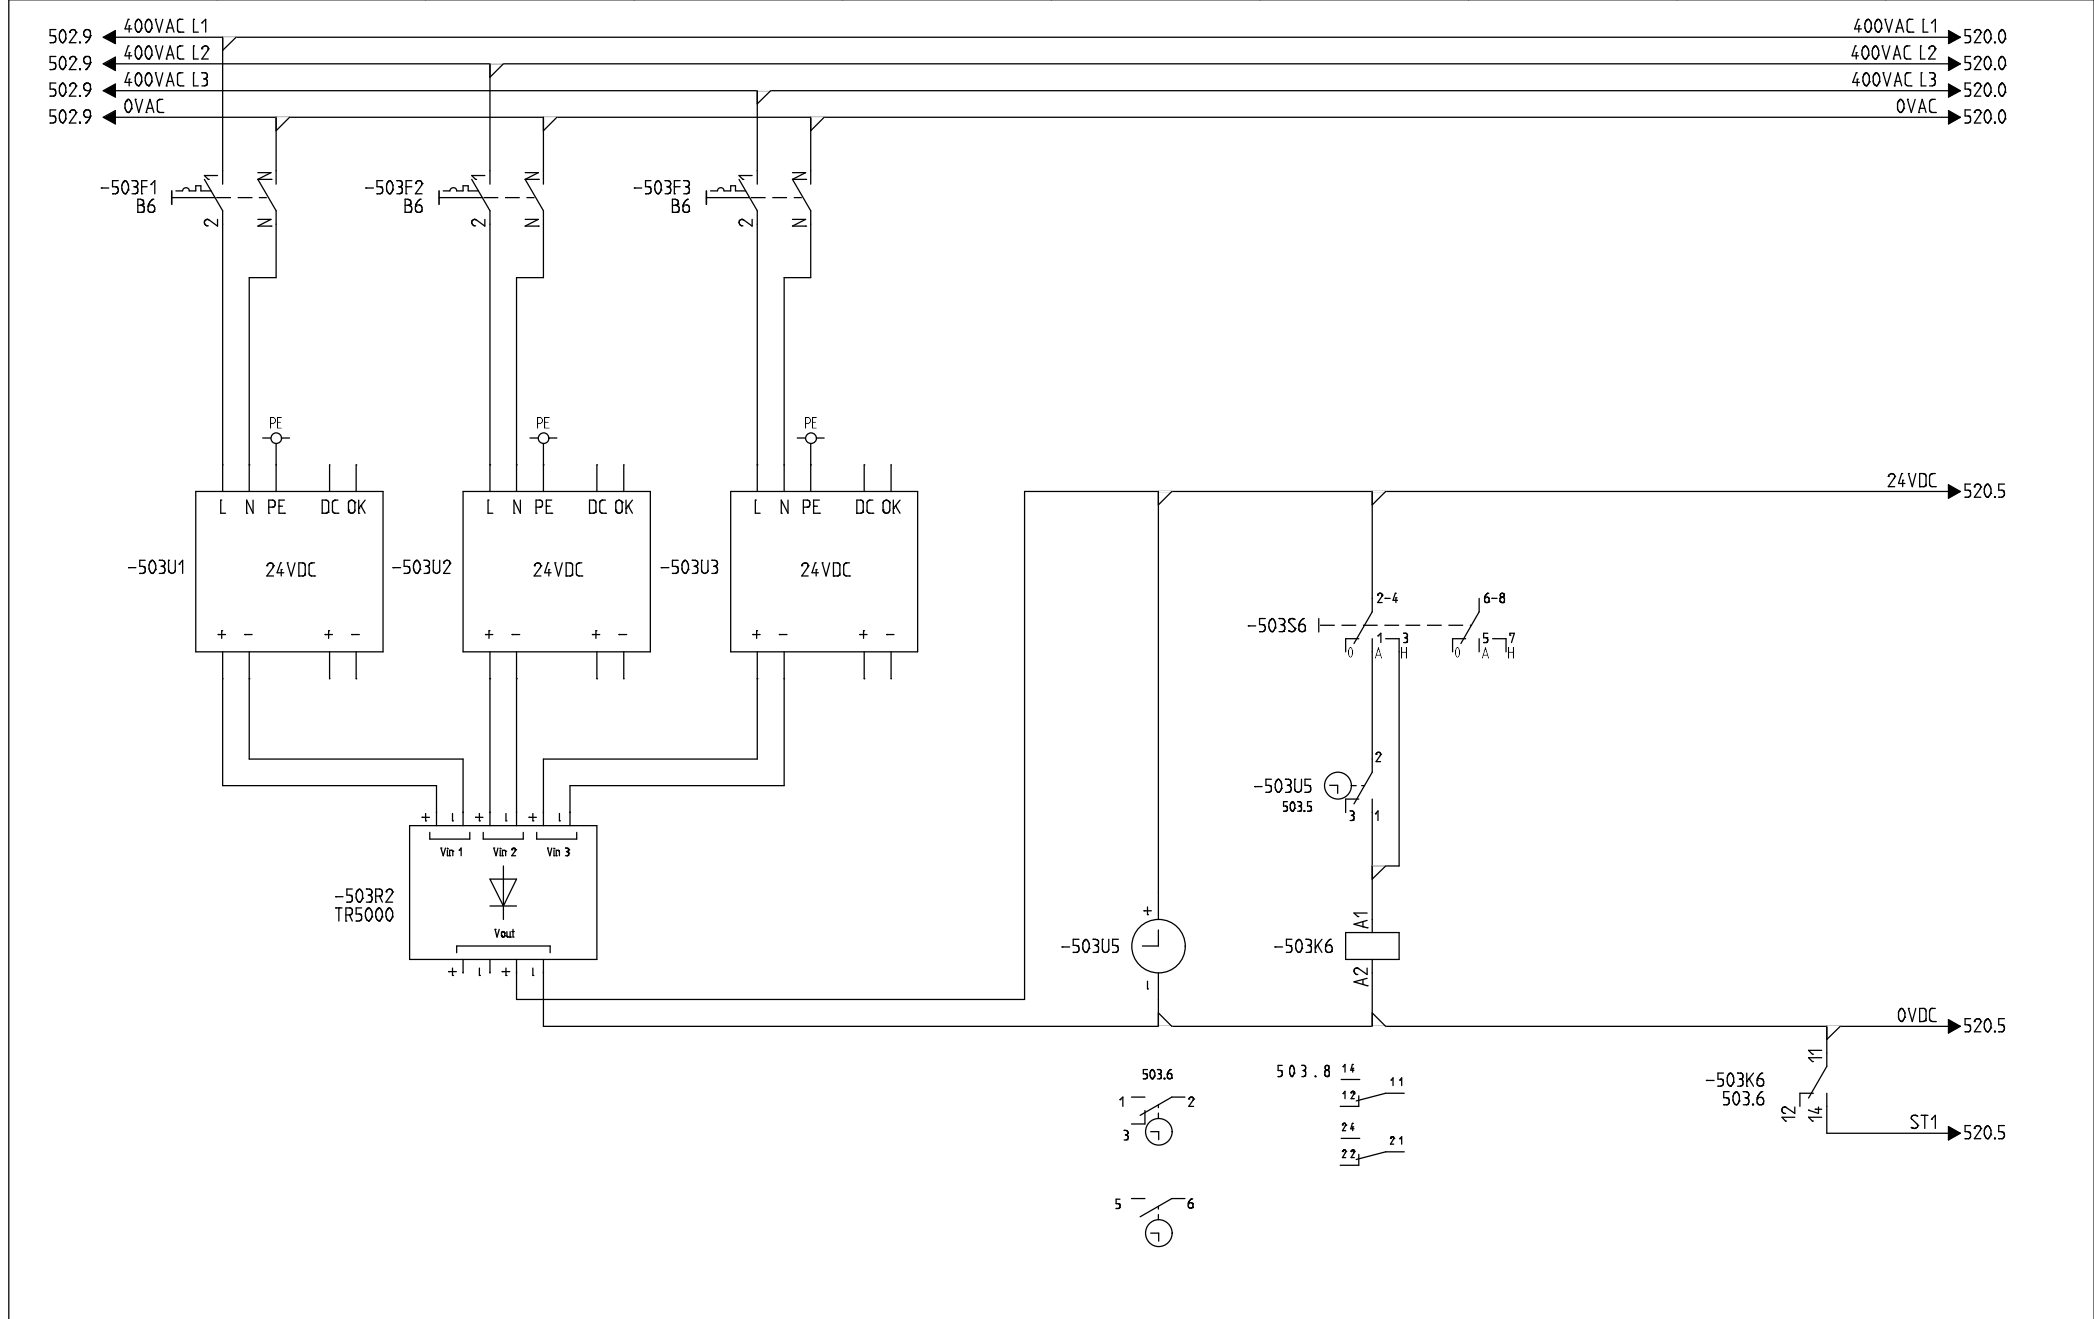 400VAC L1 400VAC L1
502.9 520.0
400VAC L2 400VAC L2
502.9 520.0
400VAC L3 400VAC L3
502.9 520.0
0VAC 0VAC
502.9 520.0
1 N 1 N 1 N
-503F1 -503F2 -503F3
B6 B6 B6
2 N 2 N 2 N
PE PE PE
24VDC
520.5
L N PE DC OK L N PE DC OK L N PE DC OK
-503U1 24VDC -503U2 24VDC -503U3 24VDC
2-4 6-8
-503S6
+ - + - + - + - + - + -
1 3 5 7
0 A H 0 A H
2
-503U5
503.5
3 1
+ - + - + -
Vin 1 Vin 2 Vin 3
-503R2
TR5000
Vout
+ - + -
+ A1
-503U5 -503K6
- A2
0VDC
520.5
11
503.6 503.8 14 11 12
-503K6
503.6
1 2 3
12 14
ST1
520.5
24 21 22
5 6